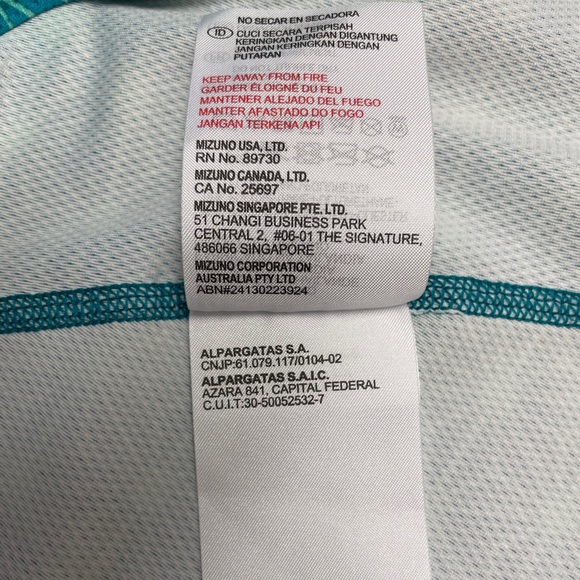 NO SECAR EN SECADORA
ID CUCI SECARA TERPISAH
KERINGKAN DENGAN DIGANTUNG
JANGAN KERINGKAN DENGAN
PUTARAN
KEEP AWAY FROM FIRE
GARDER ÉLOIGNÉ DU FEU
MANTENER ALEJADO DEL FUEGO
MANTER AFASTADO DO FOGO
JANGAN TERKENA API
MIZUNO USA, LTD.
RN No. 89730
MIZUNO CANADA, LTD.
CA No. 25697
MIZUNO SINGAPORE PTE. LTD.
51 CHANGI BUSINESS PARK
CENTRAL 2, #06-01 THE SIGNATURE,
486066 SINGAPORE
MIZUNO CORPORATION
AUSTRALIA PTY LTD
ABN#24130223924
ALPARGATAS S.A.
CNJP:61.079.117/0104-02
ALPARGATAS S.A.I.C.
AZARA 841, CAPITAL FEDERAL
C.U.I.T:30-50052532-7